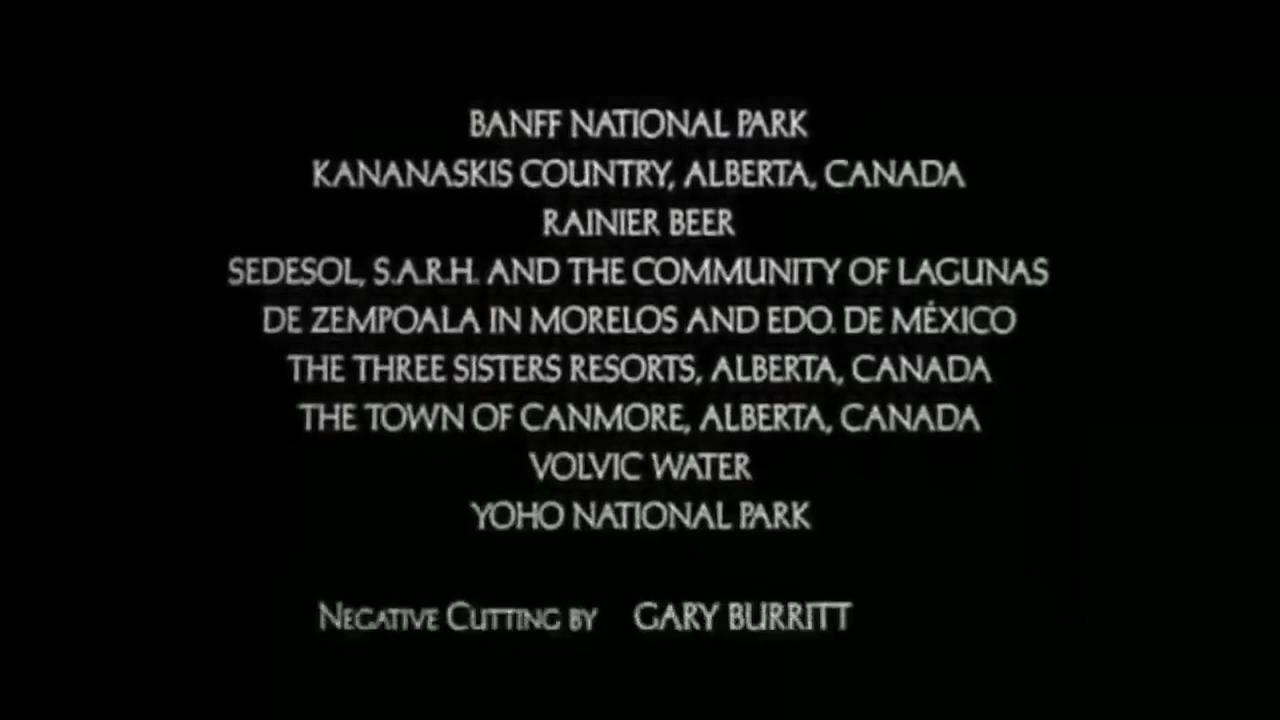 BANFF NATIONAL PARK
KANANASKIS COUNTRY, ALBERTA, CANADA
RAINIER BEER
SEDESOL, S.A.R.H. AND THE COMMUNITY OF LAGUNAS
DE ZEMPOALA IN MORELOS AND EDO. DE MÉXICO
THE THREE SISTERS RESORTS, ALBERTA, CANADA
THE TOWN OF CANMORE, ALBERTA, CANADA
VOLVIC WATER
YOHO NATIONAL PARK
NEGATIVE CUTTING BY GARY BURRITT